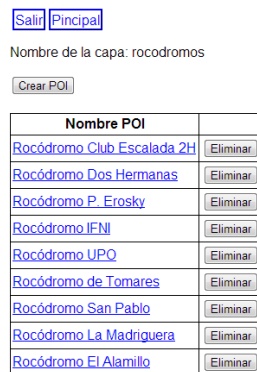 Salir Pincipal
Nombre de la capa: rocodromos
Crear POI
Nombre POI
Rocódromo Club Escalada 2H Eliminar
Rocódromo Dos Hermanas Eliminar
Rocódromo P. Erosky Eliminar
Rocódromo IFNI Eliminar
Rocódromo UPO Eliminar
Rocódromo de Tomares Eliminar
Rocódromo San Pablo Eliminar
Rocódromo La Madriguera Eliminar
Rocódromo El Alamillo Eliminar